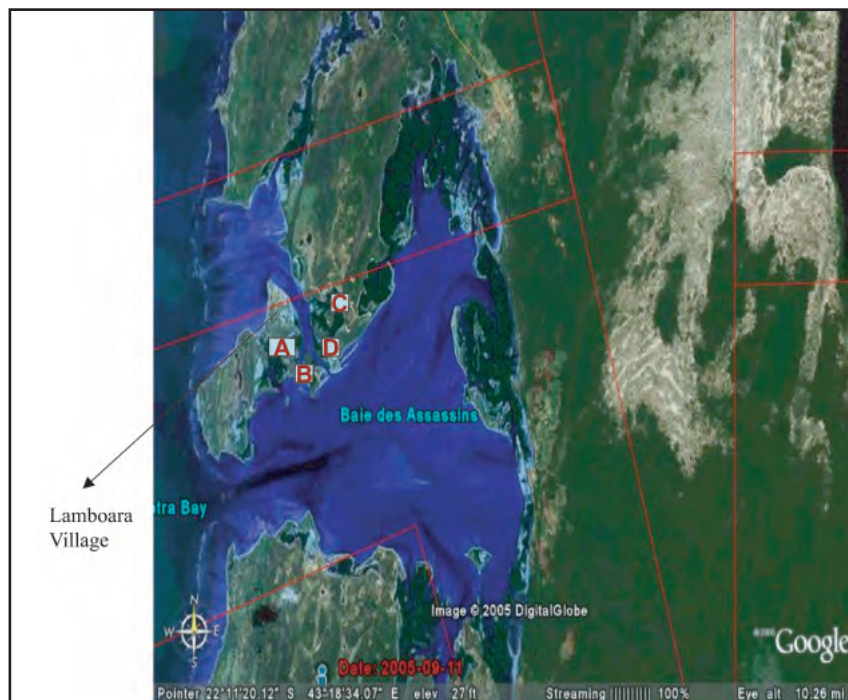 C
A
D
B
Baie des Assassins
Lamboara
Village
tra Bay
Image © 2005 DigitalGlobe
N
W E
S
©2005 Google
Date: 2005-09-11
Pointer 22°11'20.12" S 43°18'34.07" E elev 27 ft Streaming |||||||||| 100% Eye alt 10.26 mi